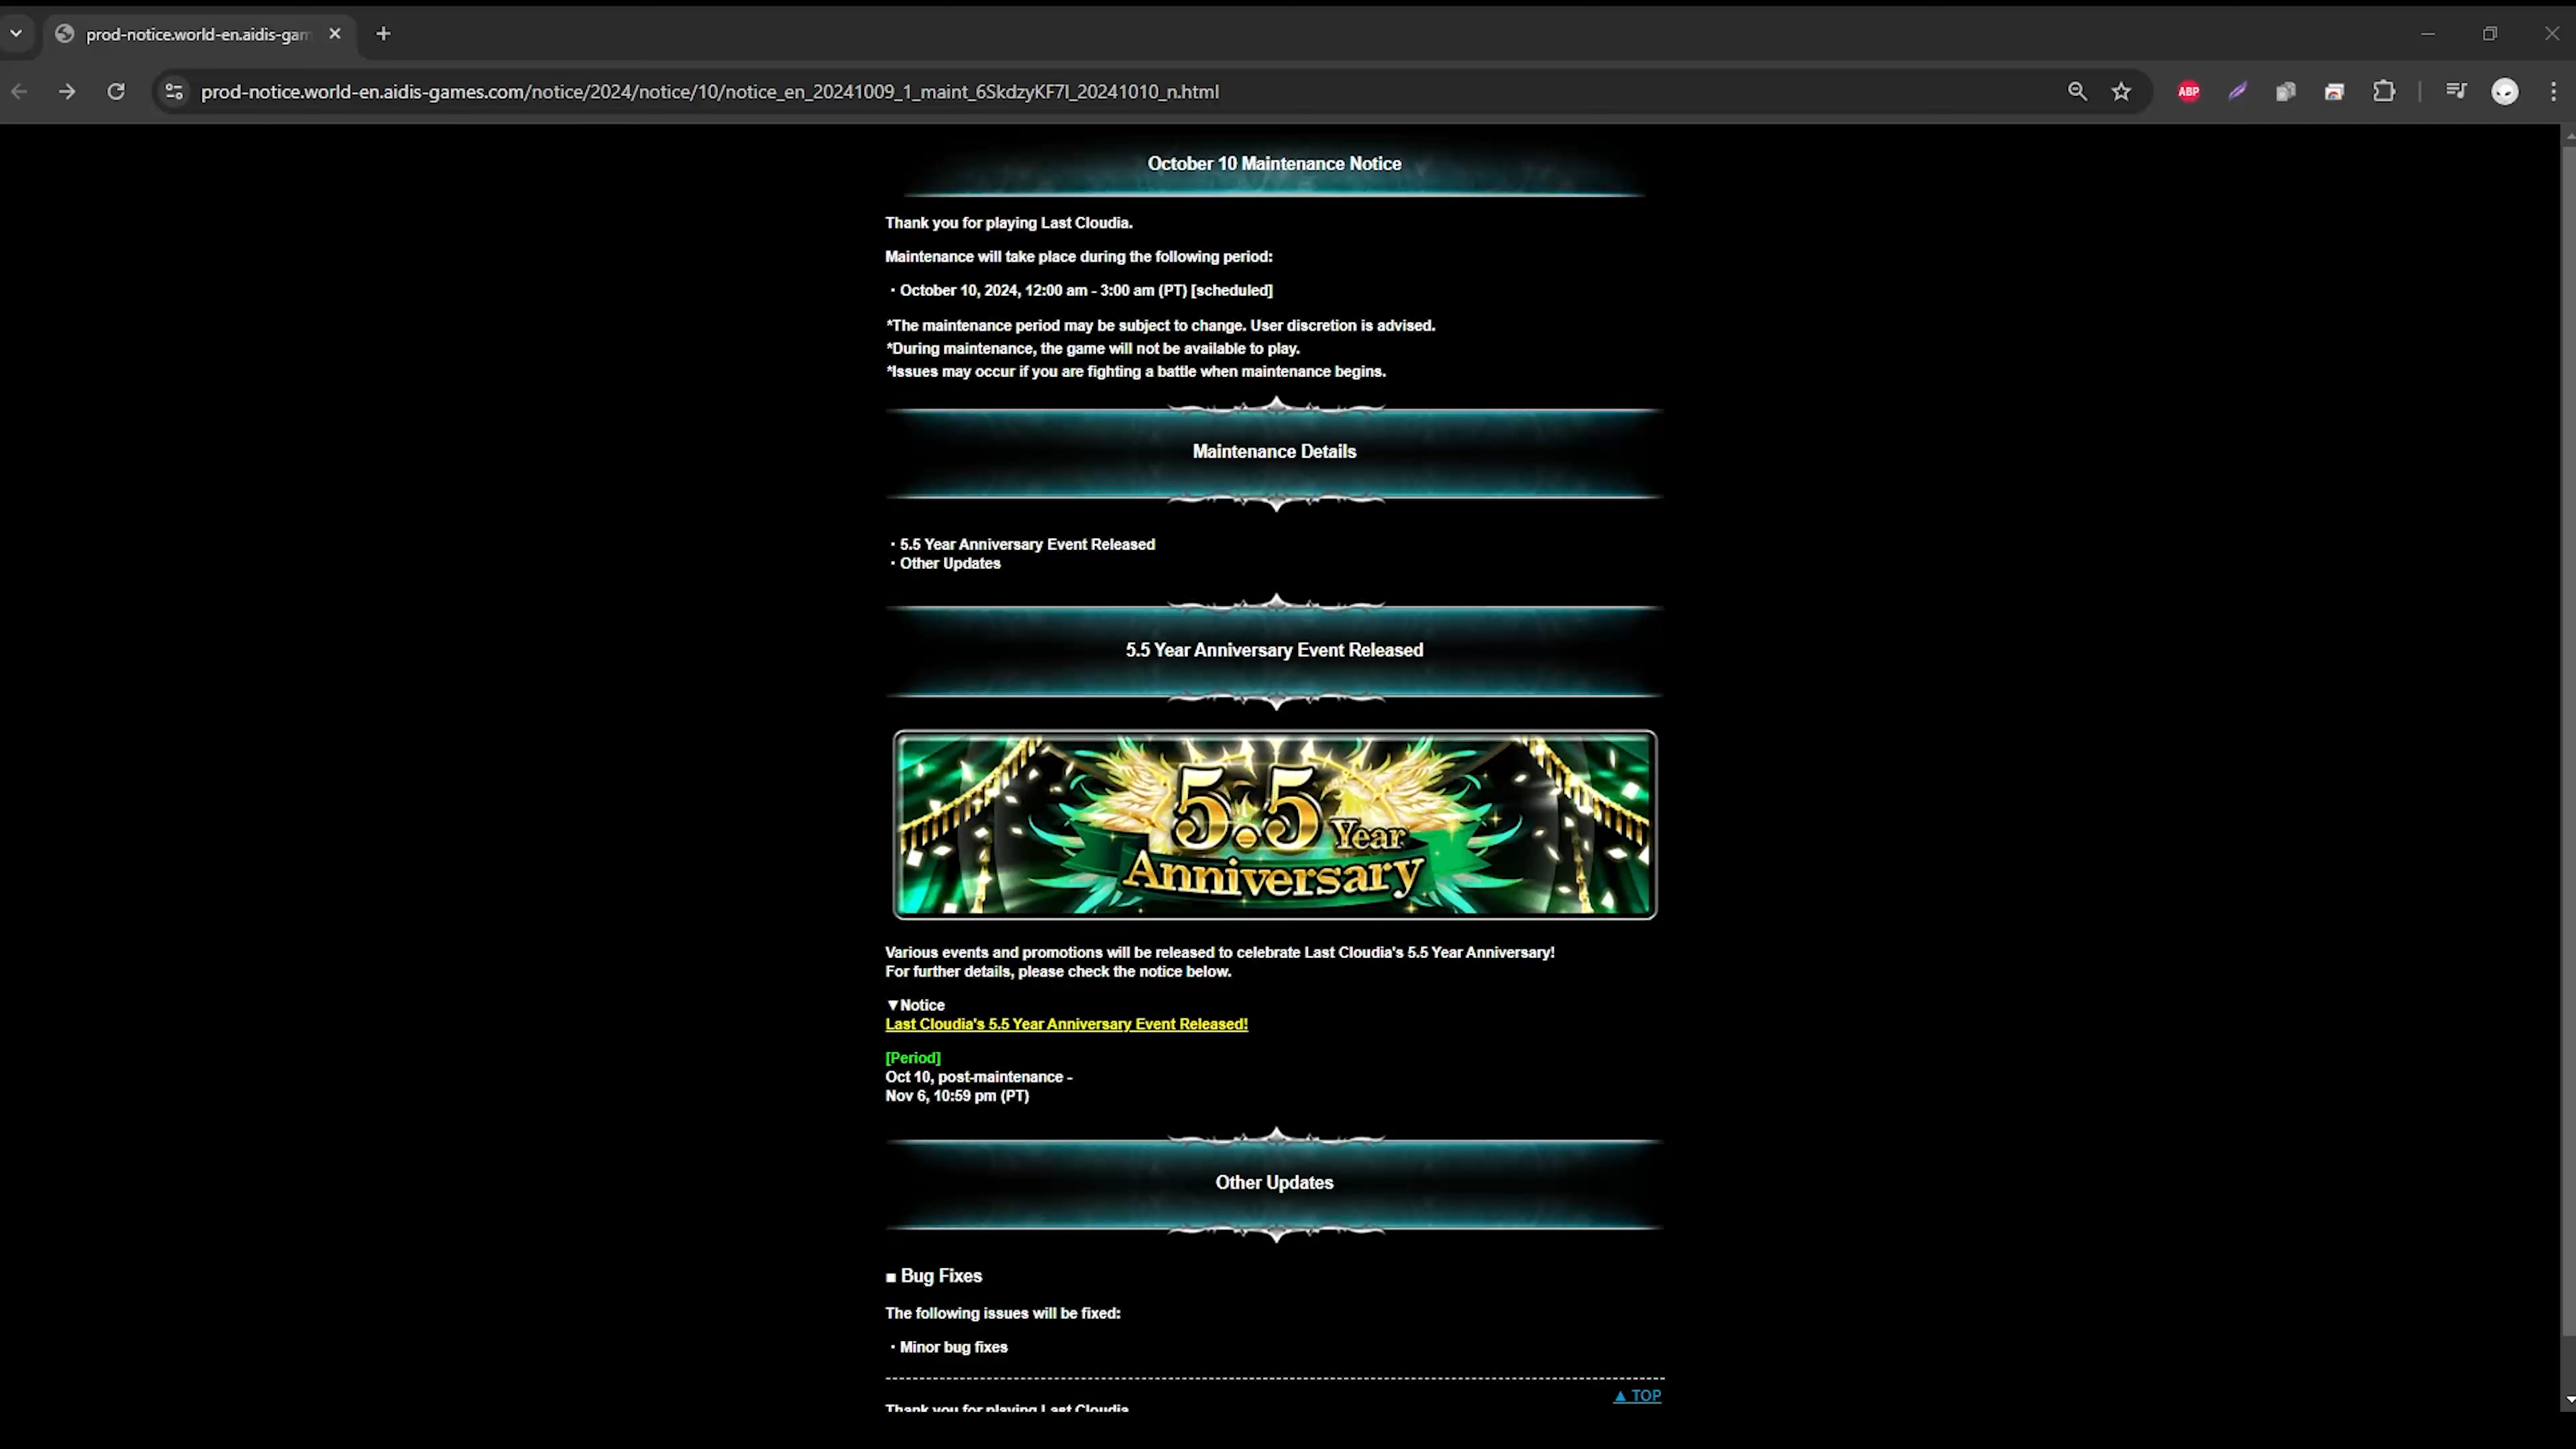 prod-notice.world-en.aidis-gam
prod-notice.world-en.aidis-games.com/notice/2024/notice/10/notice_en_20241009_1_maint_6SkdzyKF7l_20241010_n.html
ABP
October 10 Maintenance Notice
Thank you for playing Last Cloudia.
Maintenance will take place during the following period:
・October 10, 2024, 12:00 am - 3:00 am (PT) [scheduled]
*The maintenance period may be subject to change. User discretion is advised.
*During maintenance, the game will not be available to play.
*Issues may occur if you are fighting a battle when maintenance begins.
Maintenance Details
・5.5 Year Anniversary Event Released
・Other Updates
5.5 Year Anniversary Event Released
5.5 Year
Anniversary
Various events and promotions will be released to celebrate Last Cloudia's 5.5 Year Anniversary!
For further details, please check the notice below.
▼Notice
Last Cloudia's 5.5 Year Anniversary Event Released!
[Period]
Oct 10, post-maintenance -
Nov 6, 10:59 pm (PT)
Other Updates
■ Bug Fixes
The following issues will be fixed:
・Minor bug fixes
▲ TOP
Thank you for playing Last Cloudia